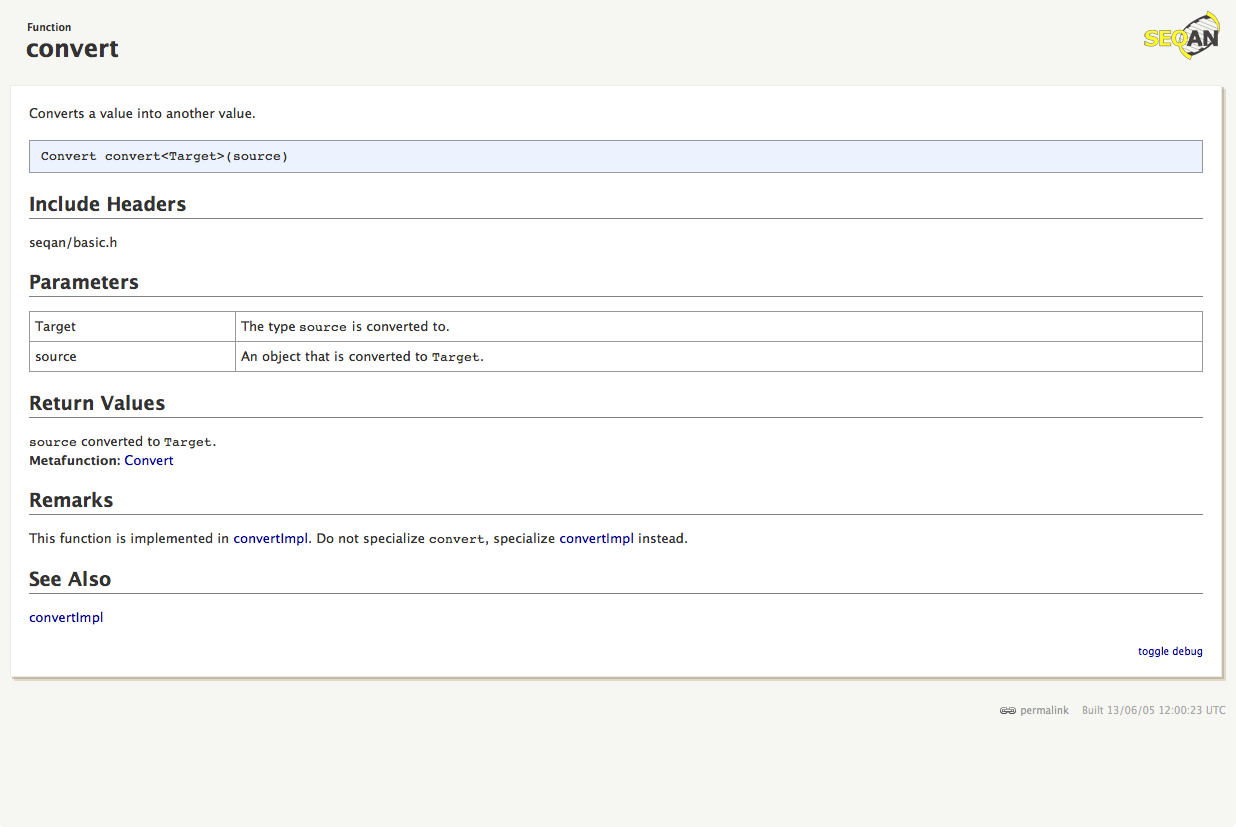 Function
convert
SEQAN
Converts a value into another value.
Convert convert<Target>(source)
Include Headers
seqan/basic.h
Parameters
Target The type source is converted to.
source An object that is converted to Target.
Return Values
source converted to Target.
Metafunction: Convert
Remarks
This function is implemented in convertImpl. Do not specialize convert, specialize convertImpl instead.
See Also
convertImpl
toggle debug
permalink Built 13/06/05 12:00:23 UTC